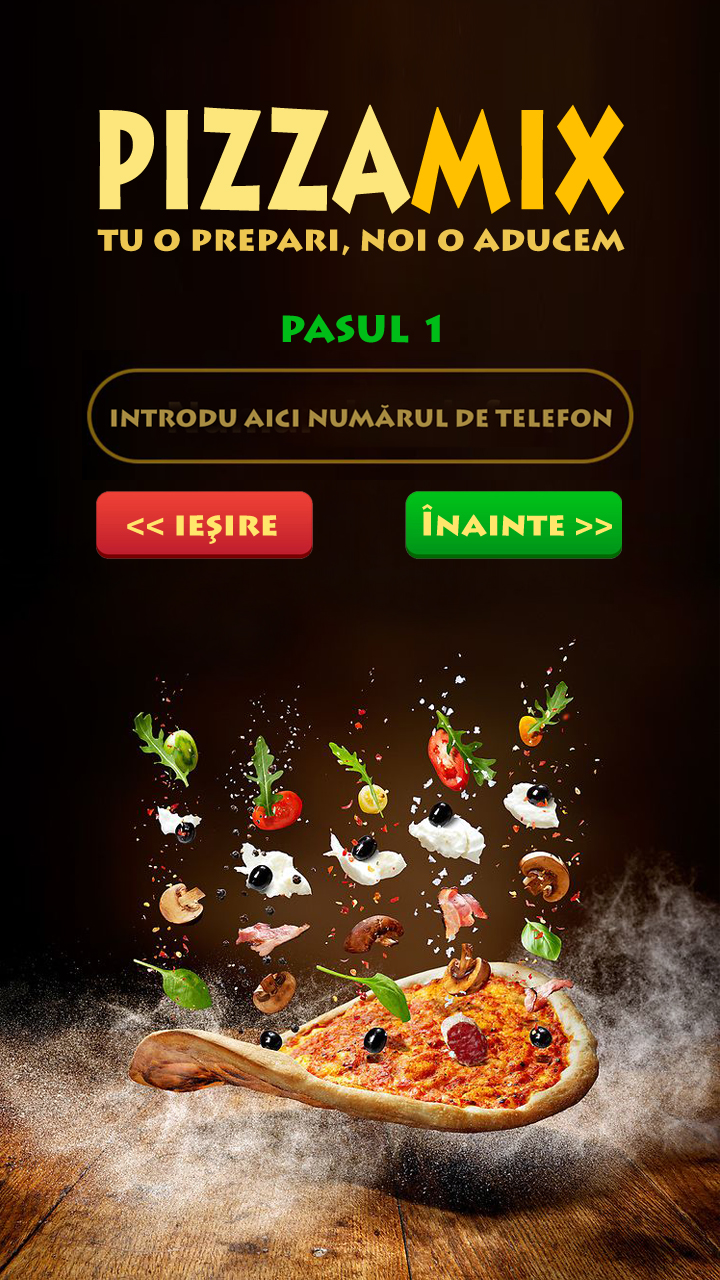 PIZZAMIX
TU O PREPARI, NOI O ADUCEM
PASUL 1
INTRODU AICI NUMĂRUL DE TELEFON
<< IEŞIRE
ÎNAINTE >>